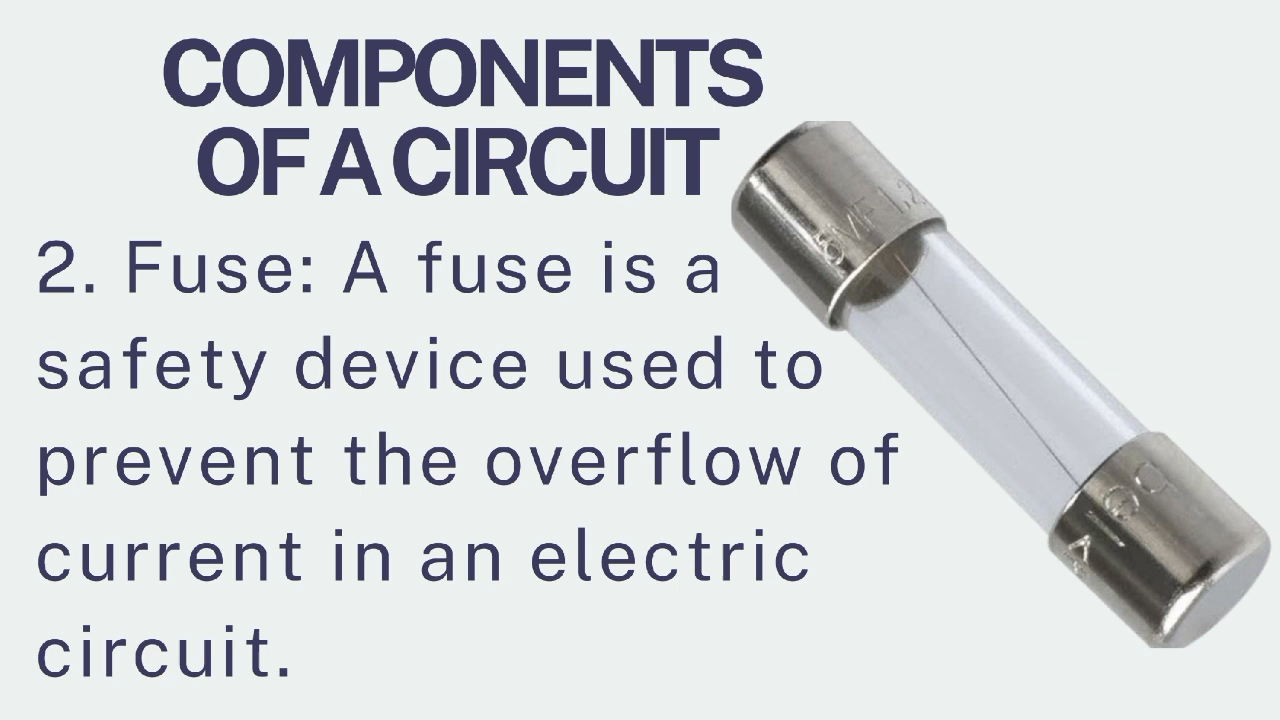 COMPONENTS
OF A CIRCUIT
2. Fuse: A fuse is a
safety device used to
prevent the overflow of
current in an electric
circuit.